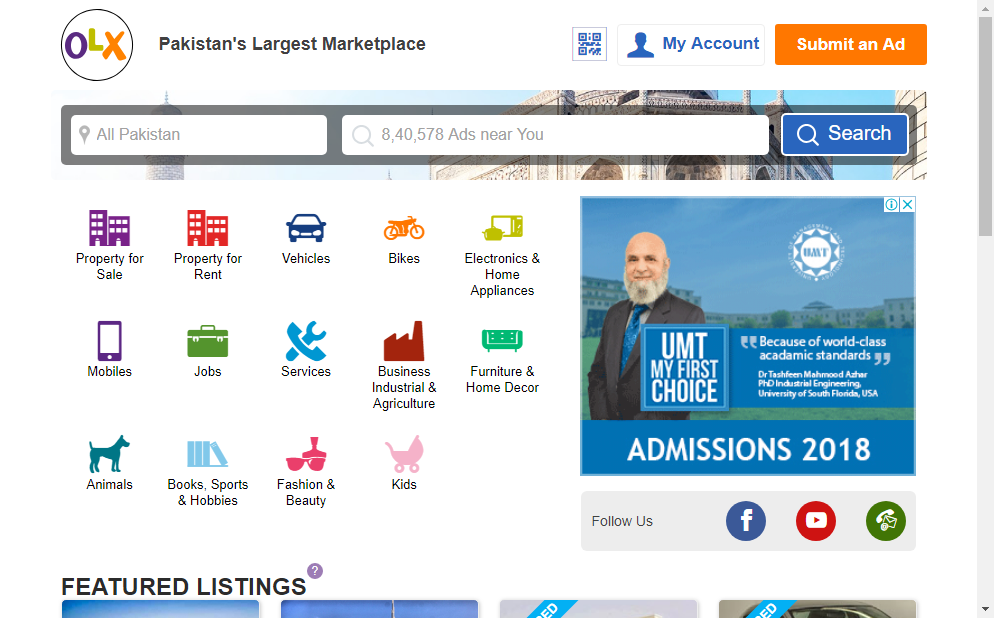 OLX
Pakistan's Largest Marketplace
My Account
Submit an Ad
All Pakistan
8,40,578 Ads near You
Search
Property for
Sale
Property for
Rent
Vehicles
Bikes
Electronics &
Home
Appliances
Mobiles
Jobs
Services
Business
Industrial &
Agriculture
Furniture &
Home Decor
Animals
Books, Sports
& Hobbies
Fashion &
Beauty
Kids
UMT
UMT
MY FIRST
CHOICE
❝Because of world-class
acadamic standards❞
Dr Tashfeen Mahmood Azhar
PhD Industrial Engineering,
University of South Florida, USA
ADMISSIONS 2018
Follow Us
FEATURED LISTINGS
?